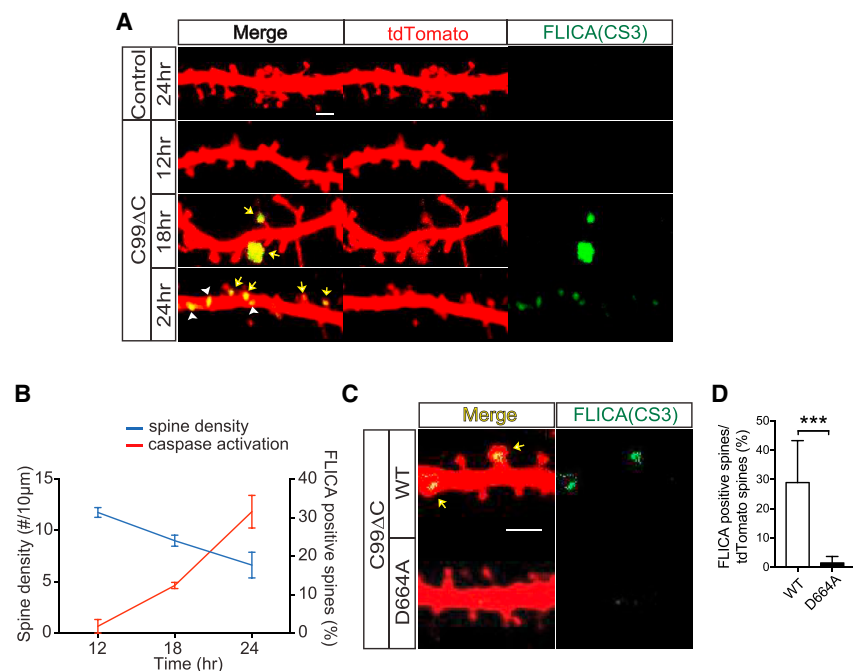 A
Merge
tdTomato
FLICA(CS3)
Control
24hr
C99ΔC
12hr
18hr
24hr
B
spine density
caspase activation
Spine density (#/10µm)
15
10
5
0
FLICA positive spines (%)
40
30
20
10
0
12
18
24
Time (hr)
C
Merge
FLICA(CS3)
C99ΔC
WT
D664A
D
FLICA positive spines/
tdTomato spines (%)
50
40
30
20
10
0
***
WT
D664A